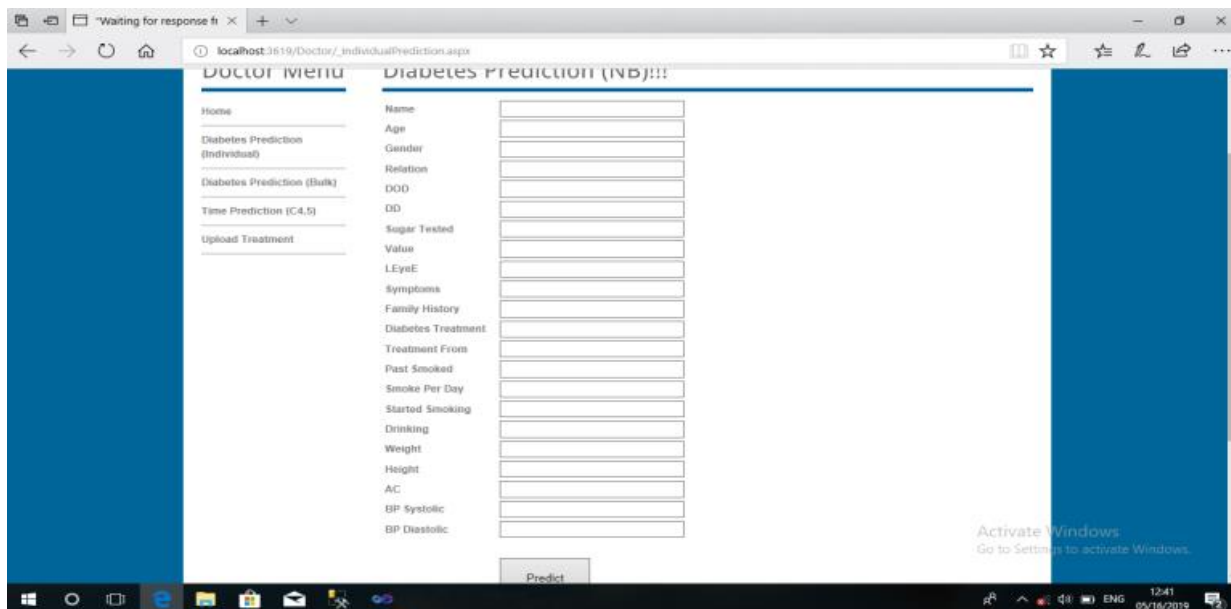 "Waiting for response fr
localhost:3619/Doctor/_IndividualPrediction.aspx
Doctor Menu
Diabetes Prediction (NB)!!!
Home
Diabetes Prediction
(Individual)
Diabetes Prediction (Bulk)
Time Prediction (C4.5)
Upload Treatment
Name
Age
Gender
Relation
DOD
DD
Sugar Tested
Value
LEyeE
Symptoms
Family History
Diabetes Treatment
Treatment From
Past Smoked
Smoke Per Day
Started Smoking
Drinking
Weight
Height
AC
BP Systolic
BP Diastolic
Predict
Activate Windows
Go to Settings to activate Windows.
ENG
12:41
05/16/2019